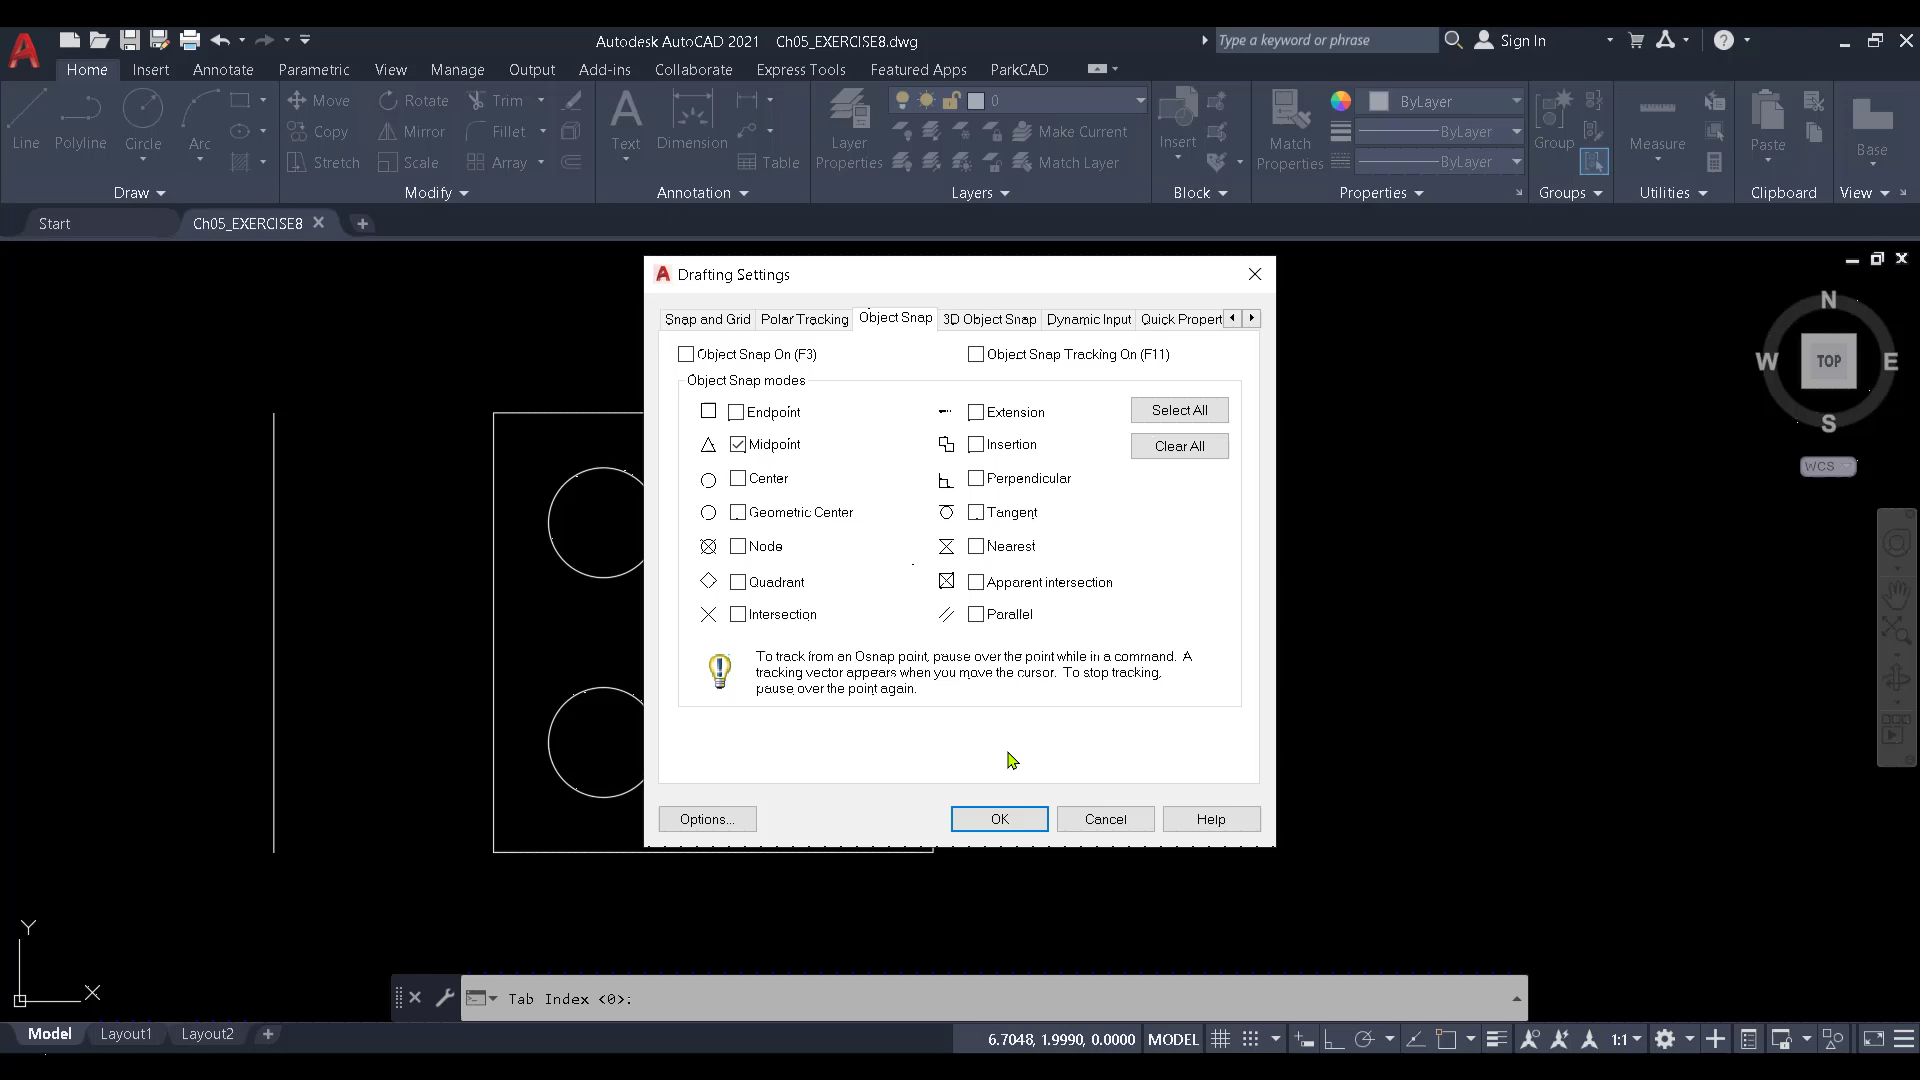 Autodesk AutoCAD 2021 Ch05_EXERCISE8.dwg
Type a keyword or phrase
Sign In
Home Insert Annotate Parametric View Manage Output Add-ins Collaborate Express Tools Featured Apps ParkCAD
Line Polyline Circle Arc
Move Rotate Trim
Copy Mirror Fillet
Stretch Scale Array
Text Dimension Table
Layer Properties
0
Make Current
Match Layer
Insert
Match Properties
ByLayer
ByLayer
ByLayer
Group
Measure
Paste
Base
Draw Modify Annotation Layers Block Properties Groups Utilities Clipboard View
Start Ch05_EXERCISE8
Drafting Settings
Snap and Grid Polar Tracking Object Snap 3D Object Snap Dynamic Input Quick Propert
Object Snap On (F3) Object Snap Tracking On (F11)
Object Snap modes
Endpoint Extension Select All
Midpoint Insertion Clear All
Center Perpendicular
Geometric Center Tangent
Node Nearest
Quadrant Apparent intersection
Intersection Parallel
To track from an Osnap point, pause over the point while in a command. A
tracking vector appears when you move the cursor. To stop tracking,
pause over the point again.
Options... OK Cancel Help
N
W TOP E
S
WCS
Y
X
Tab Index <0>:
Model Layout1 Layout2
6.7048, 1.9990, 0.0000 MODEL 1:1